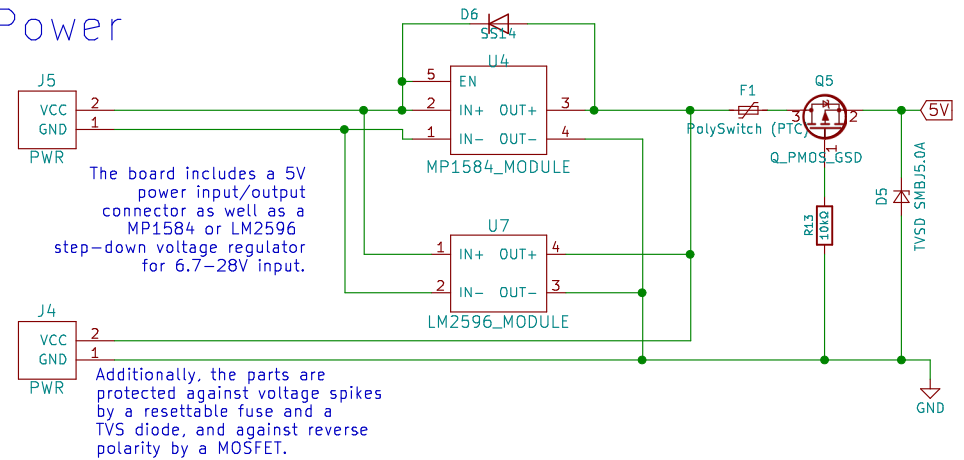 Power
D6
SS14
U4
J5
5 EN
VCC 2
2 IN+ OUT+ 3
GND 1
1 IN- OUT- 4
PWR
MP1584_MODULE
F1
PolySwitch (PTC)
Q5
3
2
1
Q_PMOS_GSD
5V
D5
TVSD SMBJ5.0A
R13
10kΩ
The board includes a 5V
power input/output
connector as well as a
MP1584 or LM2596
step-down voltage regulator
for 6.7-28V input.
U7
1 IN+ OUT+ 4
2 IN- OUT- 3
LM2596_MODULE
J4
VCC 2
GND 1
PWR
Additionally, the parts are
protected against voltage spikes
by a resettable fuse and a
TVS diode, and against reverse
polarity by a MOSFET.
GND